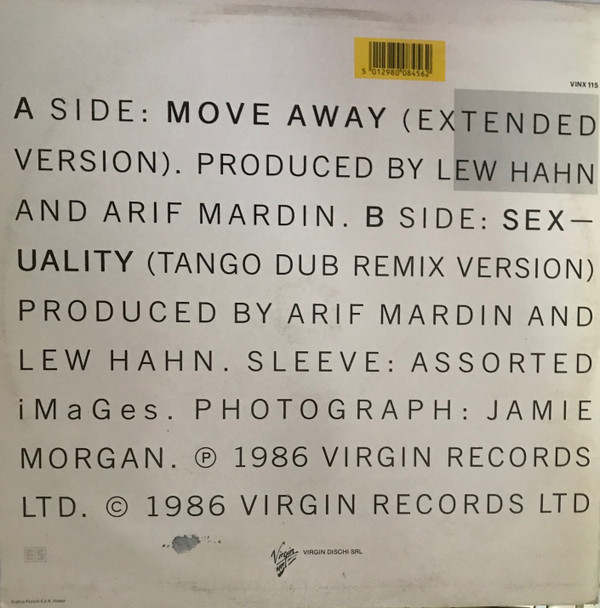 5 012980 084562
VINX 115
A SIDE: MOVE AWAY (EXTENDED
VERSION). PRODUCED BY LEW HAHN
AND ARIF MARDIN. B SIDE: SEX—
UALITY (TANGO DUB REMIX VERSION)
PRODUCED BY ARIF MARDIN AND
LEW HAHN. SLEEVE: ASSORTED
iMaGes. PHOTOGRAPH: JAMIE
MORGAN. ℗ 1986 VIRGIN RECORDS
LTD. © 1986 VIRGIN RECORDS LTD
Virgin VIRGIN DISCHI SRL